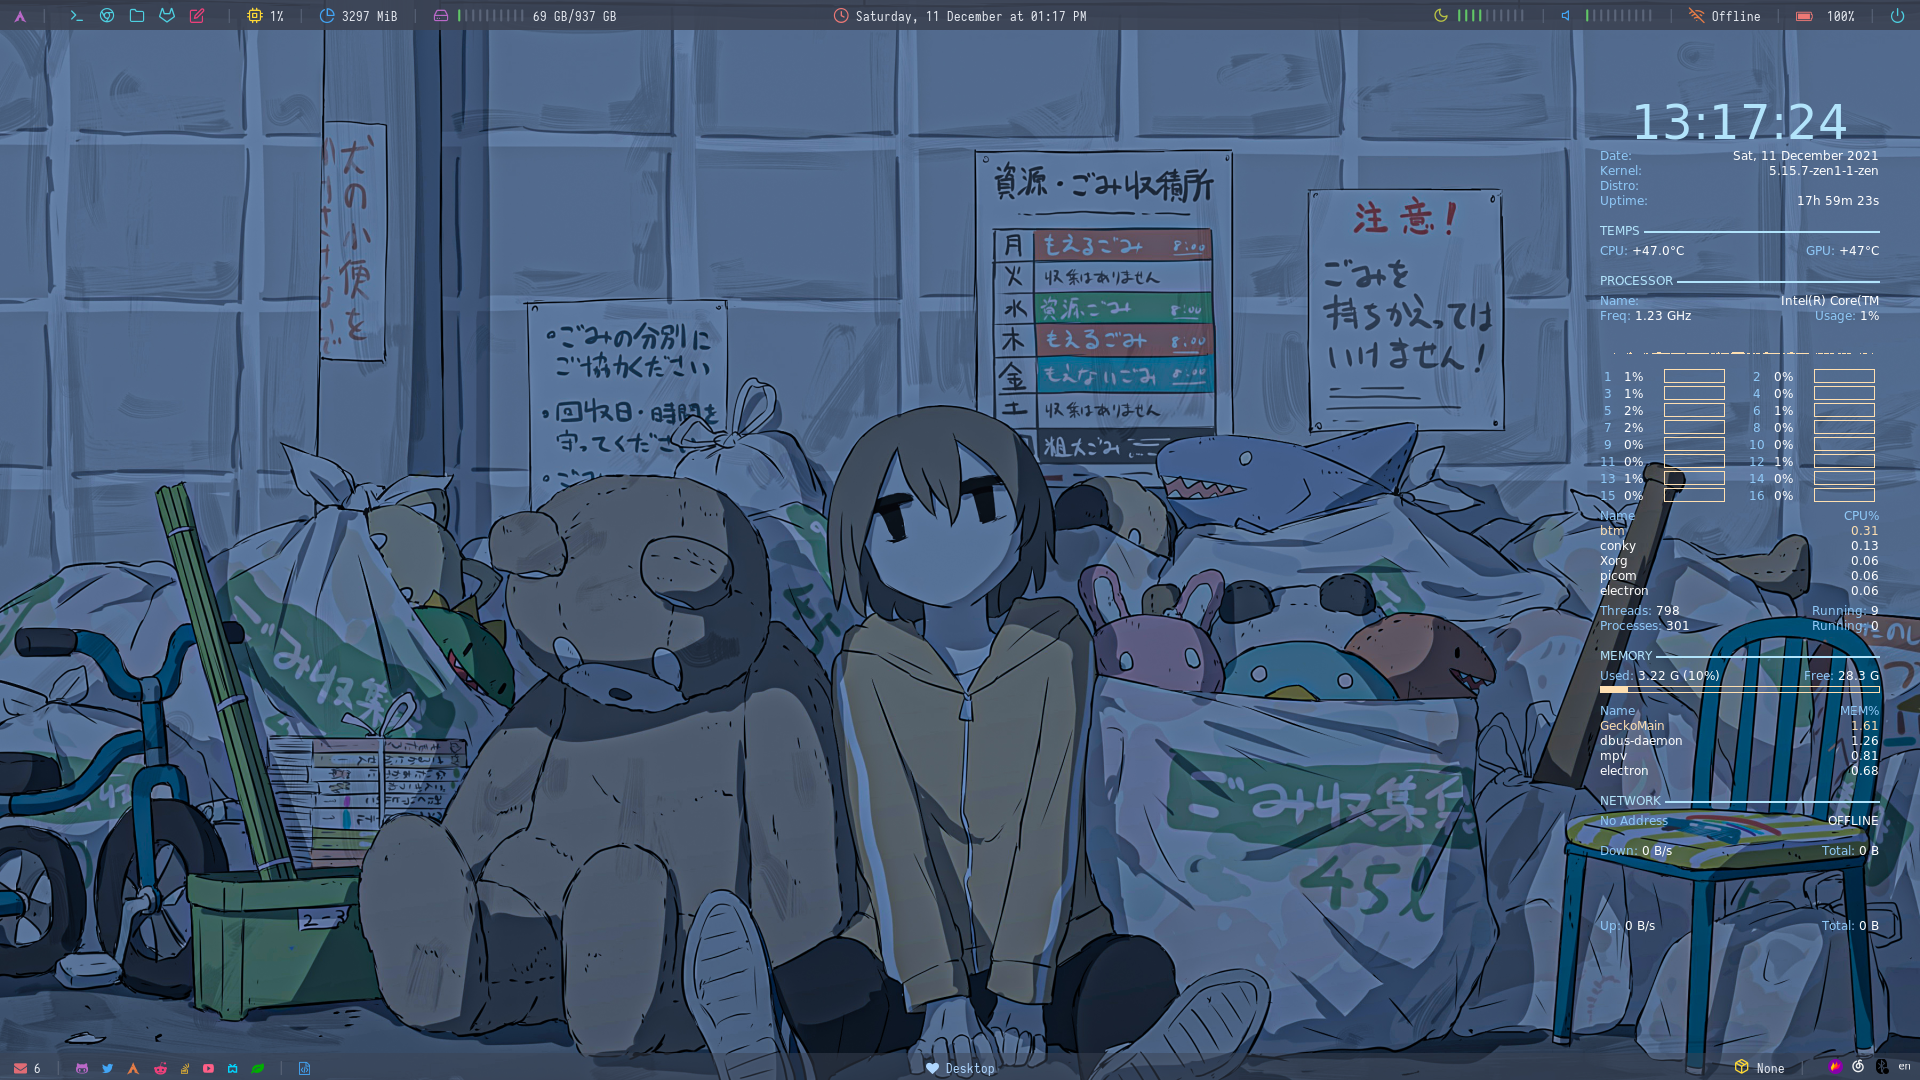 1%
3297 MiB
69 GB/937 GB
Saturday, 11 December at 01:17 PM
Offline
100%
犬の小便を
資源・ごみ収積所
月 もえるごみ 8:00
火 収集はありません
水 資源ごみ 8:00
木 もえるごみ 8:00
金 もえないごみ 8:00
土 収集はありません
粗大ごみ
注意!
ごみを
持ちかえっては
いけません!
・ごみの分別に
ご協力ください
・回収日・時間を
守ってくださ
・ご
ごみ収集
ごみ収集袋
45ℓ
2-3
13:17:24
Date: Sat, 11 December 2021
Kernel: 5.15.7-zen1-1-zen
Distro:
Uptime: 17h 59m 23s
TEMPS
CPU: +47.0°C GPU: +47°C
PROCESSOR
Name: Intel(R) Core(TM
Freq: 1.23 GHz Usage: 1%
1 1% 2 0%
3 1% 4 0%
5 2% 6 1%
7 2% 8 0%
9 0% 10 0%
11 0% 12 1%
13 1% 14 0%
15 0% 16 0%
Name CPU%
btm 0.31
conky 0.13
Xorg 0.06
picom 0.06
electron 0.06
Threads: 798 Running: 9
Processes: 301 Running: 0
MEMORY
Used: 3.22 G (10%) Free: 28.3 G
Name MEM%
GeckoMain 1.61
dbus-daemon 1.26
mpv 0.81
electron 0.68
NETWORK
No Address OFFLINE
Down: 0 B/s Total: 0 B
Up: 0 B/s Total: 0 B
6
Desktop
None
en